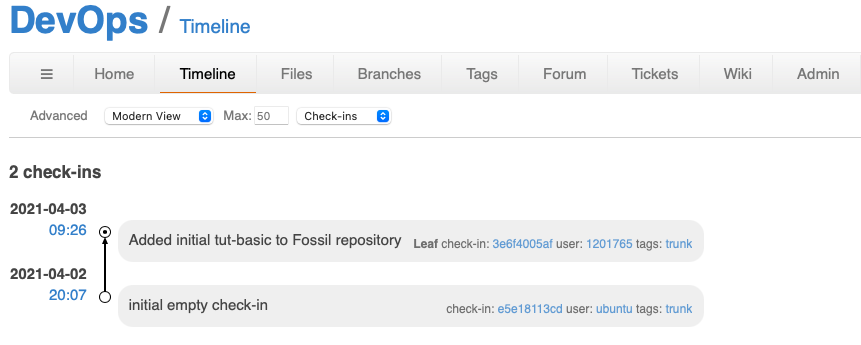 DevOps / Timeline
☰ Home Timeline Files Branches Tags Forum Tickets Wiki Admin
Advanced Modern View Max: 50 Check-ins
2 check-ins
2021-04-03
09:26 Added initial tut-basic to Fossil repository Leaf check-in: 3e6f4005af user: 1201765 tags: trunk
2021-04-02
20:07 initial empty check-in check-in: e5e18113cd user: ubuntu tags: trunk